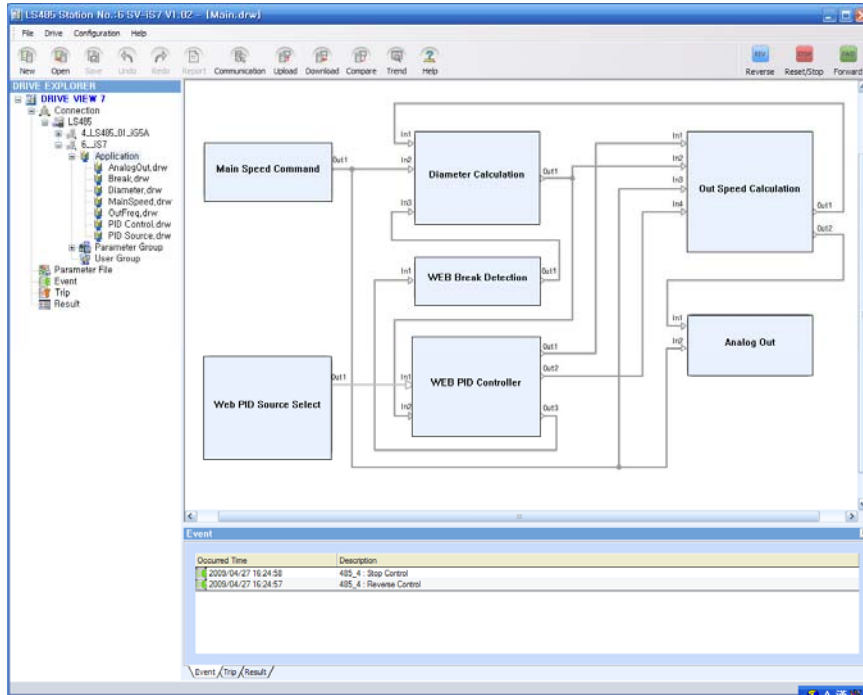 LS485 Station No.:6 SV-iS7 V1.02 - [Main.drw]
File Drive Configuration Help
New Open Save Undo Redo Report Communication Upload Download Compare Trend Help Reverse Reset/Stop Forward
REV STOP FWD
DRIVE EXPLORER
DRIVE VIEW 7
Connection
LS485
4_LS485_01_iG5A
6_iS7
Application
AnalogOut.drw
Break.drw
Diameter.drw
MainSpeed.drw
OutFreq.drw
PID Control.drw
PID Source.drw
Parameter Group
User Group
Parameter File
Event
Trip
Result
Main Speed Command
Out1
In1
In2
In3
Diameter Calculation
Out1
In1
In2
In3
In4
Out Speed Calculation
Out1
Out2
In1
WEB Break Detection
Out1
Web PID Source Select
Out1
In1
In2
WEB PID Controller
Out1
Out2
Out3
In1
In2
Analog Out
Event
Occurred Time Description
2009/04/27 16:24:58 485_4 : Stop Control
2009/04/27 16:24:57 485_4 : Reverse Control
Event Trip Result